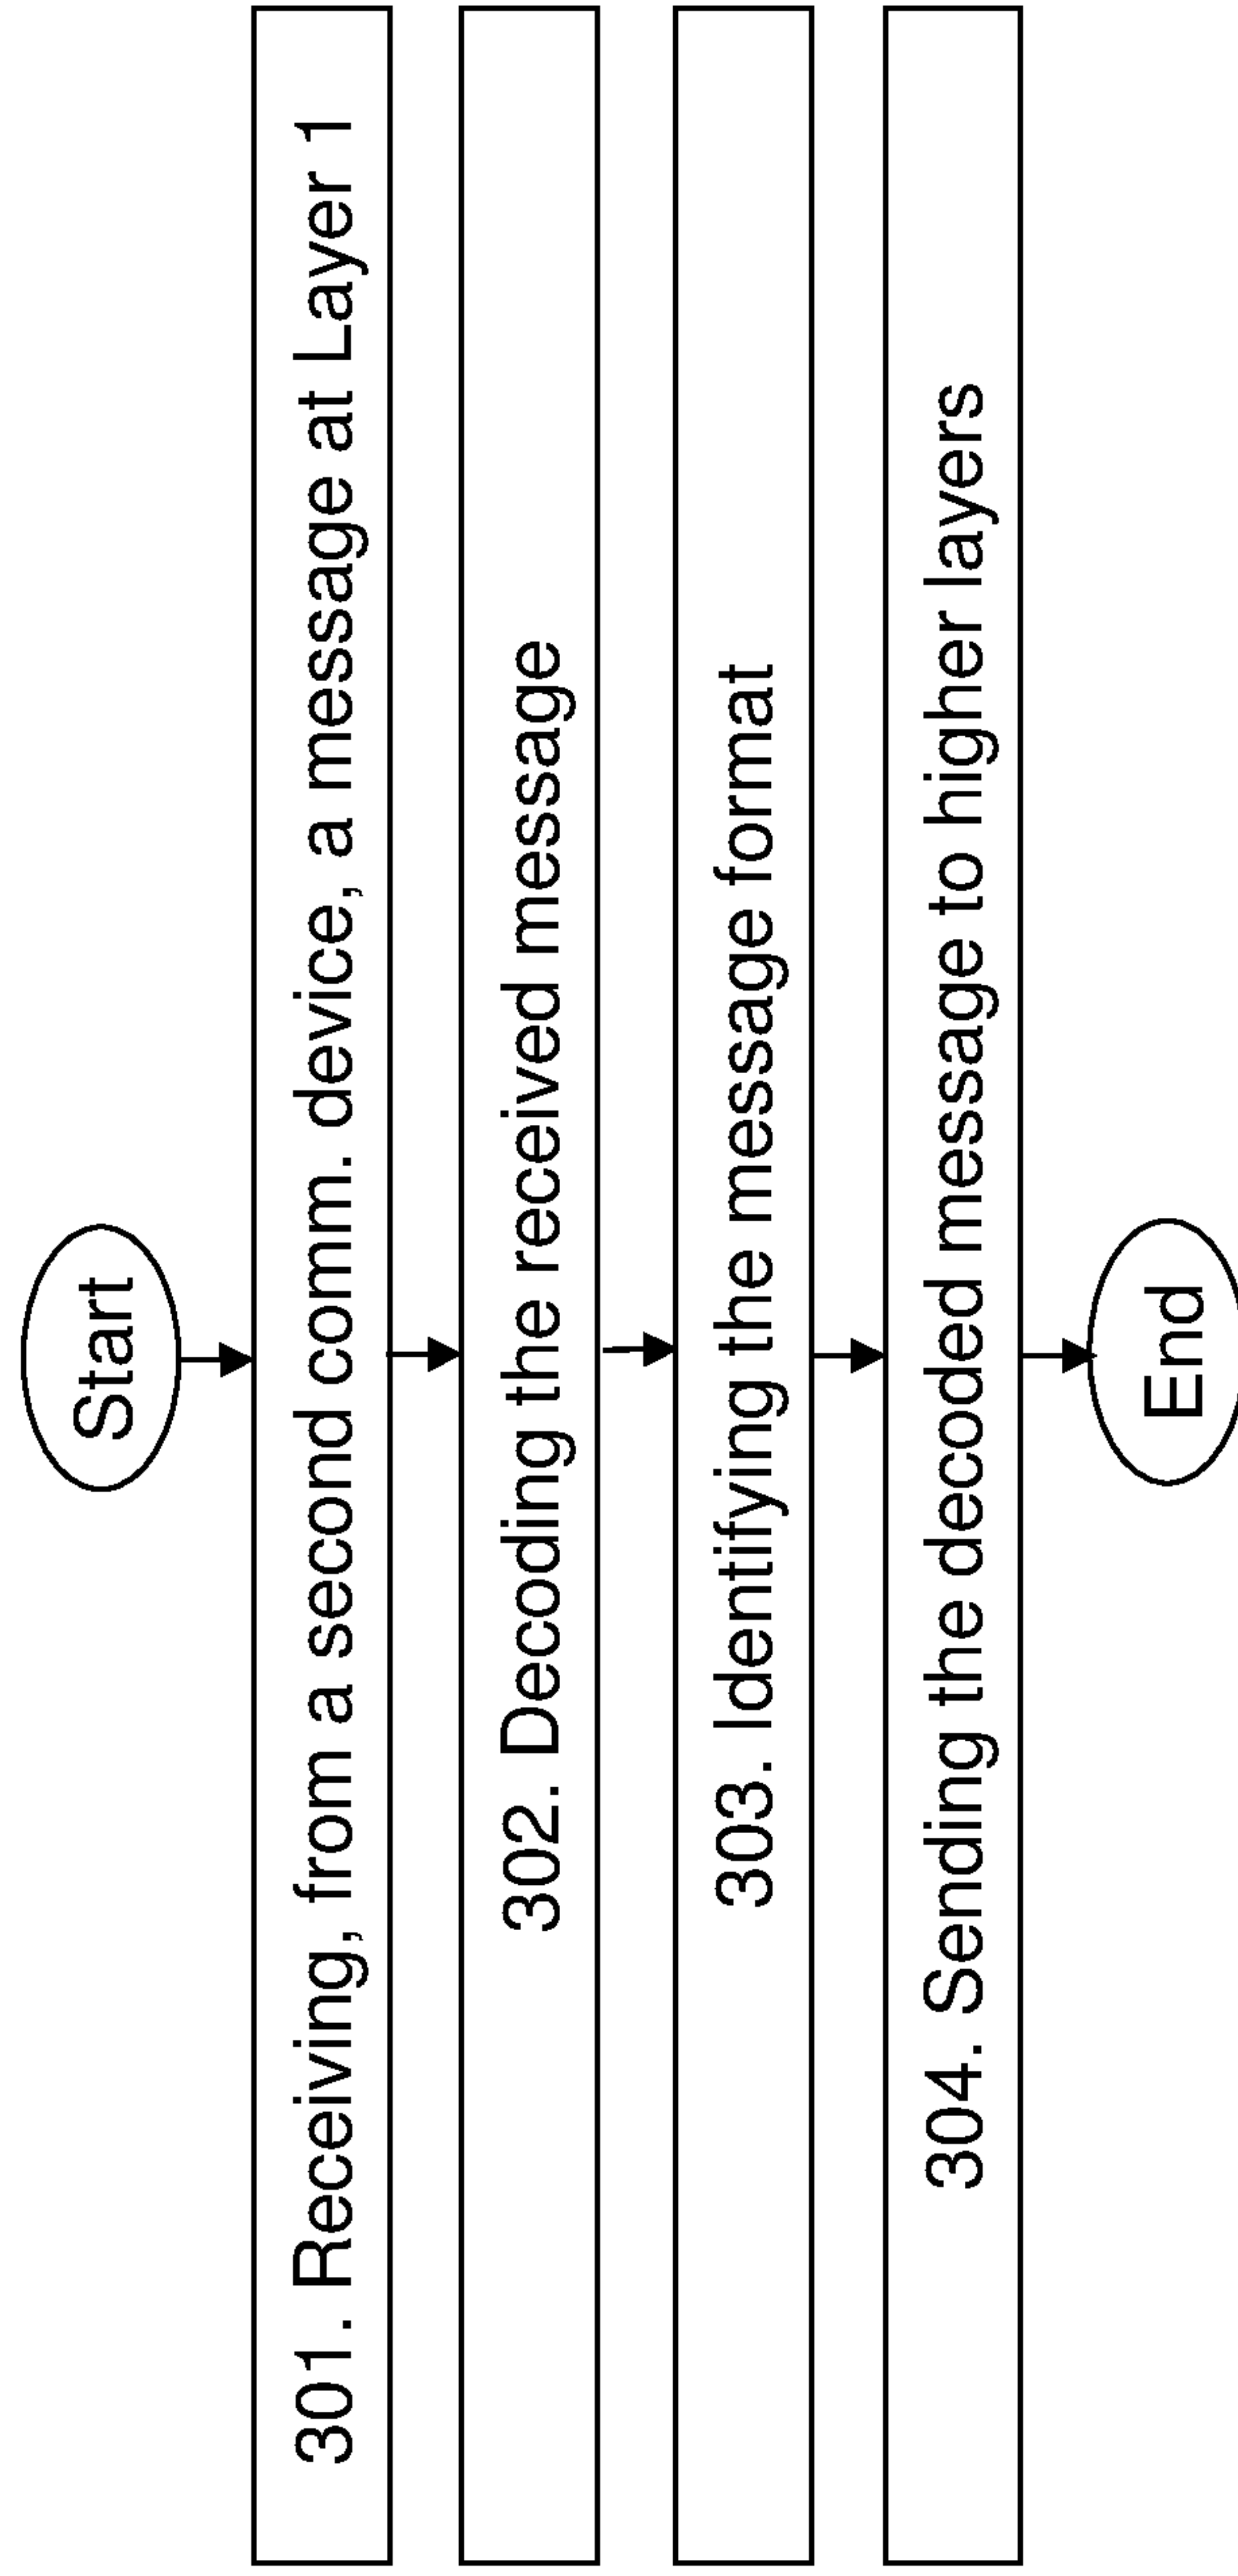 Start
301. Receiving, from a second comm. device, a message at Layer 1
302. Decoding the received message
303. Identifying the message format
304. Sending the decoded message to higher layers
End